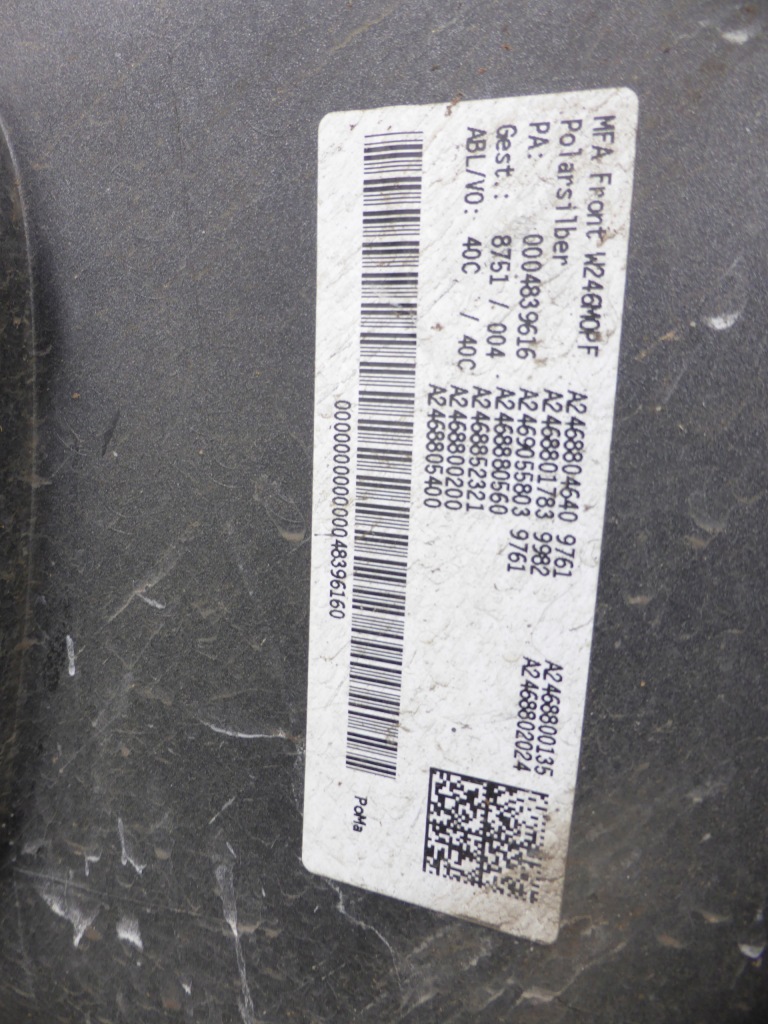 MFA Front W246MOPF
Polarsilber
PA: 0004839616
Gest.: 8751 / 004
ABL/VO: 40C / 40C
A2468804640 9761
A2468801783 9982
A2469055803 9761
A2468880560
A2468852321
A2468800200
A2468805400
A2468800135
A2468802024
00000000000048396160
PoMa